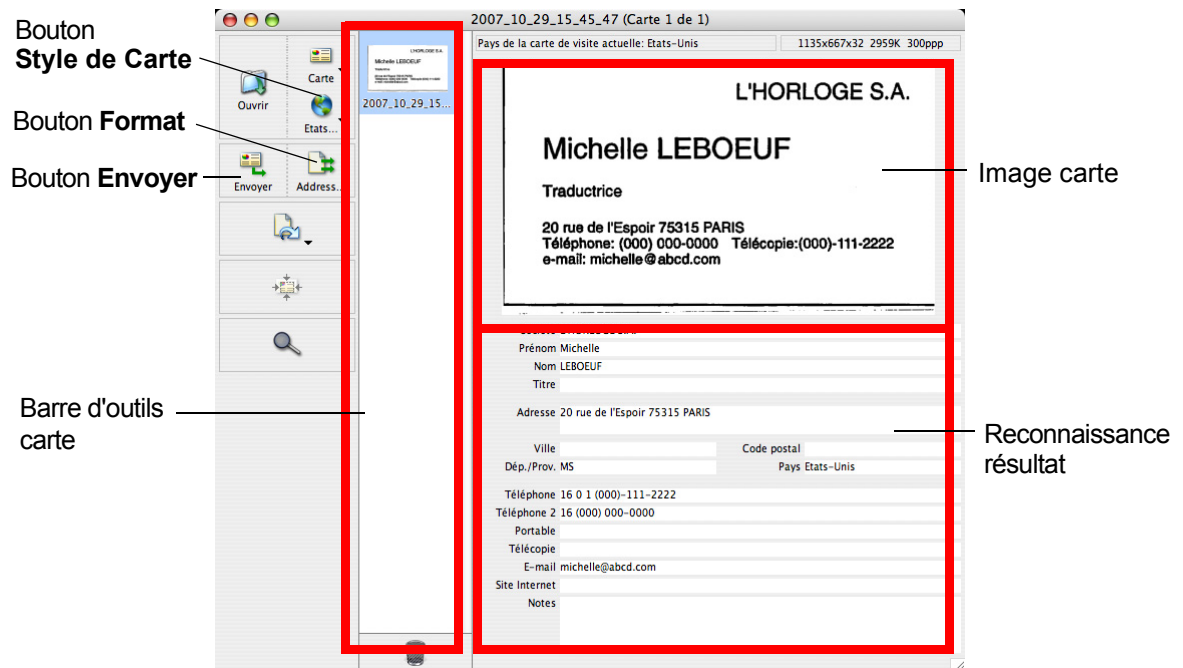 2007_10_29_15_45_47 (Carte 1 de 1)
Bouton
Style de Carte
Bouton Format
Bouton Envoyer
Barre d'outils
carte
Ouvrir
Carte
Etats...
Envoyer
Address..
L'HORLOGE S.A.
Michelle LEBOEUF
2007_10_29_15...
Pays de la carte de visite actuelle: Etats-Unis
1135x667x32 2959K 300ppp
L'HORLOGE S.A.
Michelle LEBOEUF
Traductrice
20 rue de l'Espoir 75315 PARIS
Téléphone: (000) 000-0000 Télécopie:(000)-111-2222
e-mail: michelle@abcd.com
Image carte
Prénom Michelle
Nom LEBOEUF
Titre
Adresse 20 rue de l'Espoir 75315 PARIS
Ville Code postal
Dép./Prov. MS Pays Etats-Unis
Téléphone 16 0 1 (000)-111-2222
Téléphone 2 16 (000) 000-0000
Portable
Télécopie
E-mail michelle@abcd.com
Site Internet
Notes
Reconnaissance
résultat